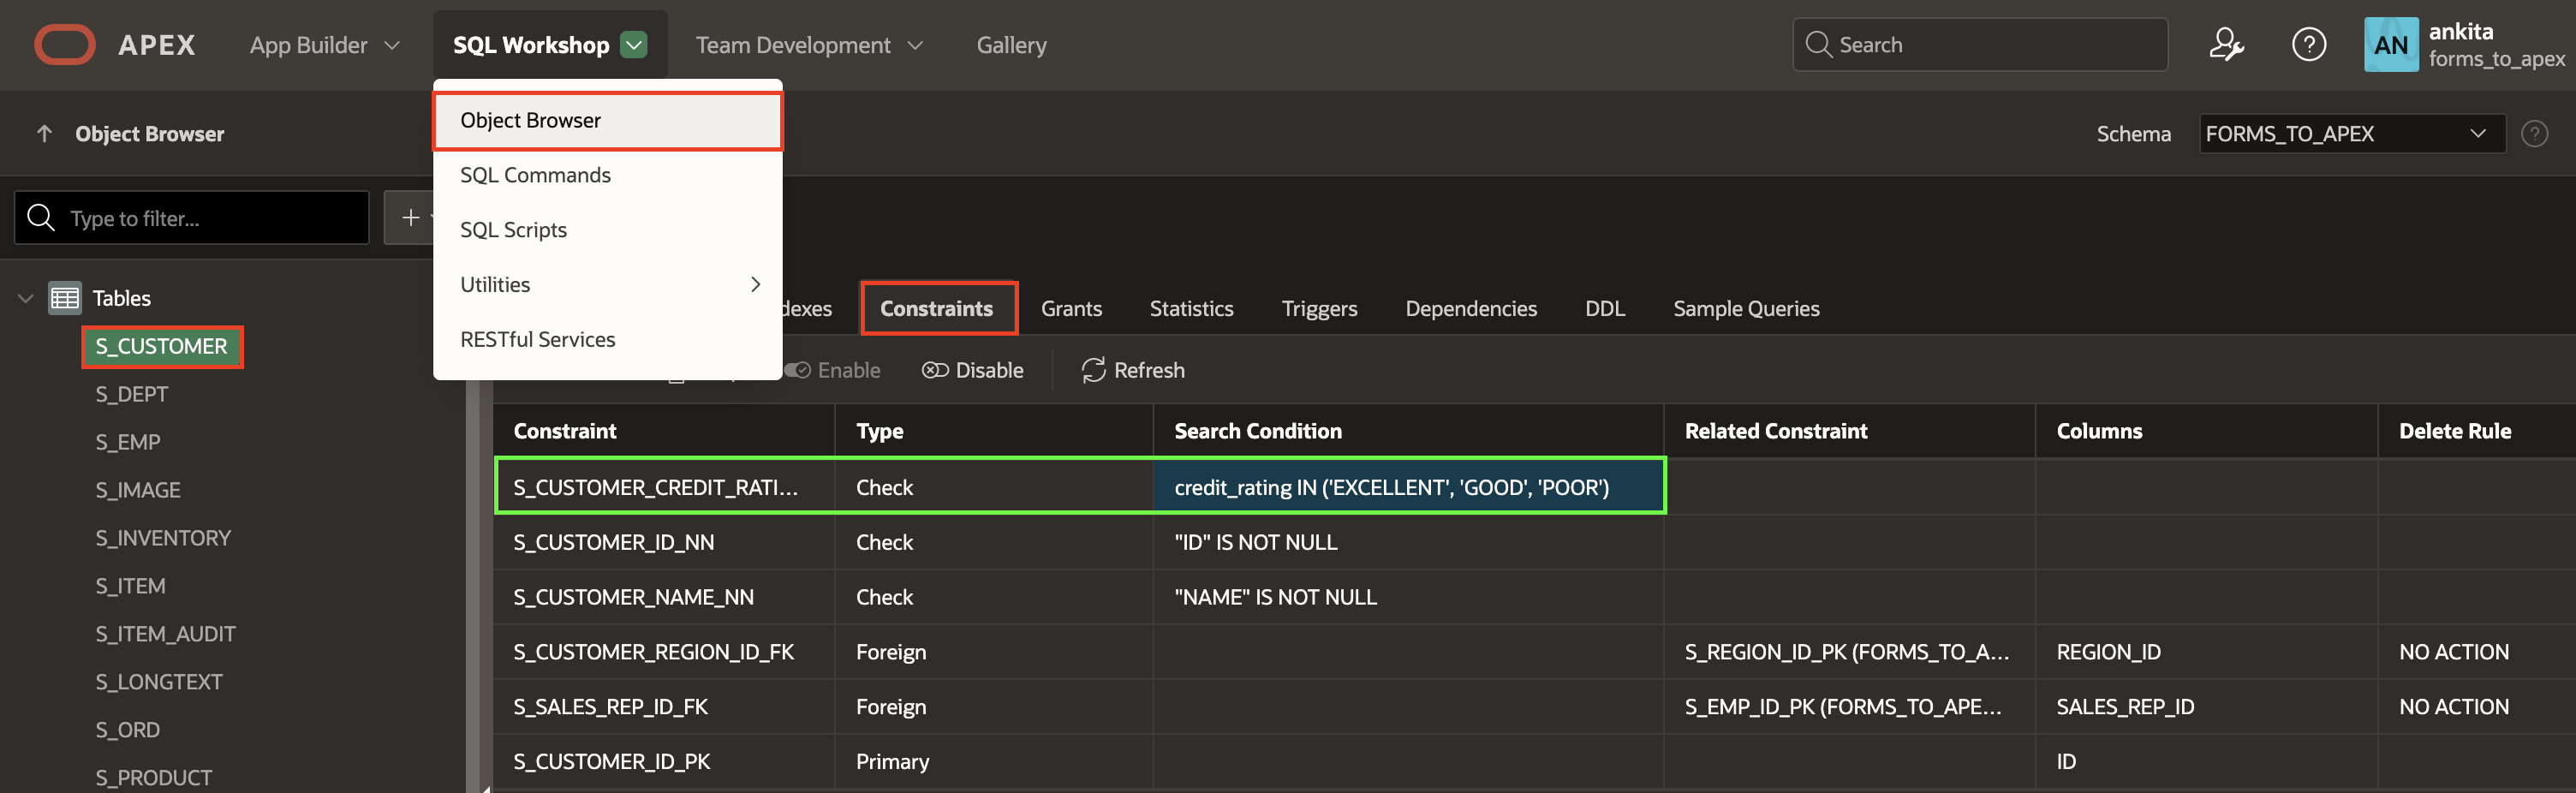 APEX
App Builder
SQL Workshop
Team Development
Gallery
Search
AN
ankita
forms_to_apex
Object Browser
Schema
FORMS_TO_APEX
Object Browser
SQL Commands
SQL Scripts
Utilities
RESTful Services
Type to filter...
Tables
S_CUSTOMER
S_DEPT
S_EMP
S_IMAGE
S_INVENTORY
S_ITEM
S_ITEM_AUDIT
S_LONGTEXT
S_ORD
S_PRODUCT
dexes Constraints Grants Statistics Triggers Dependencies DDL Sample Queries
Enable Disable Refresh
Constraint Type Search Condition Related Constraint Columns Delete Rule
S_CUSTOMER_CREDIT_RATI... Check credit_rating IN ('EXCELLENT', 'GOOD', 'POOR')
S_CUSTOMER_ID_NN Check "ID" IS NOT NULL
S_CUSTOMER_NAME_NN Check "NAME" IS NOT NULL
S_CUSTOMER_REGION_ID_FK Foreign S_REGION_ID_PK (FORMS_TO_A... REGION_ID NO ACTION
S_SALES_REP_ID_FK Foreign S_EMP_ID_PK (FORMS_TO_APE... SALES_REP_ID NO ACTION
S_CUSTOMER_ID_PK Primary ID